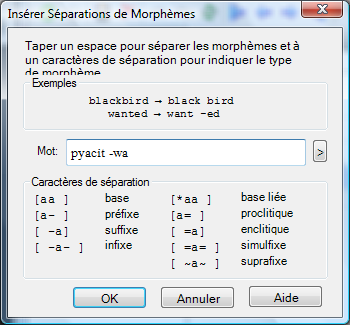 Insérer Séparations de Morphèmes
Taper un espace pour séparer les morphèmes et à
un caractères de séparation pour indiquer le type
de morphème
Exemples
blackbird → black bird
wanted → want -ed
Mot: pyacit -wa >
Caractères de séparation
[aa ] base [*aa ] base liée
[a- ] préfixe [a= ] proclitique
[ -a] suffixe [ =a] enclitique
[ -a- ] infixe [ =a= ] simulfixe
[ ~a~ ] suprafixe
OK Annuler Aide